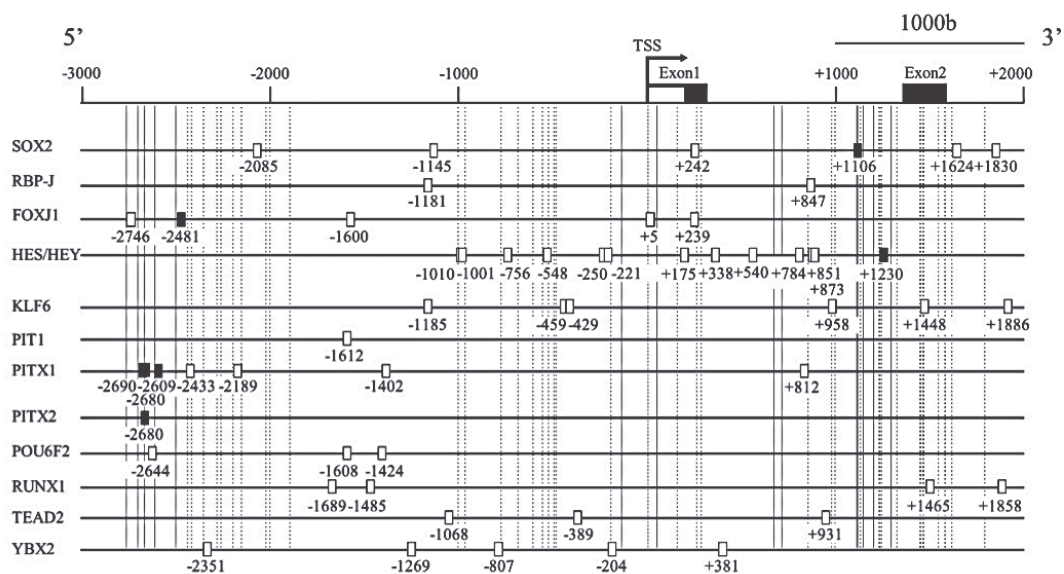 1000b
5’ 3’
TSS
-3000 -2000 -1000 Exon1 +1000 Exon2 +2000
SOX2
-2085 -1145 +242 +1106 +1624 +1830
RBP-J
-1181 +847
FOXJ1
-2746 -2481 -1600 +5 +239
HES/HEY
-1010 -1001 -756 -548 -250 -221 +175 +338 +540 +784 +851 +1230
+873
KLF6
-1185 -459 -429 +958 +1448 +1886
PIT1
-1612
PITX1
-2690 -2609 -2433 -2189 -1402 +812
-2680
PITX2
-2680
POU6F2
-2644 -1608 -1424
RUNX1
-1689 -1485 +1465 +1858
TEAD2
-1068 -389 +931
YBX2
-2351 -1269 -807 -204 +381